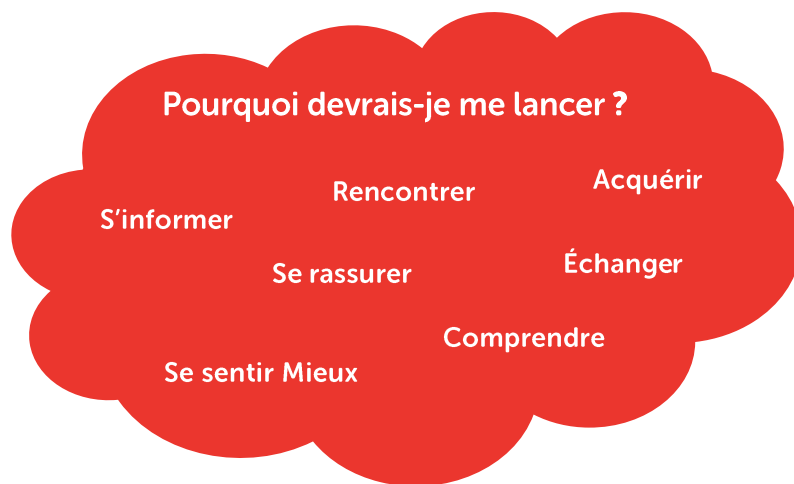 Pourquoi devrais-je me lancer ?
Acquérir
Rencontrer
S'informer
Échanger
Se rassurer
Comprendre
Se sentir Mieux